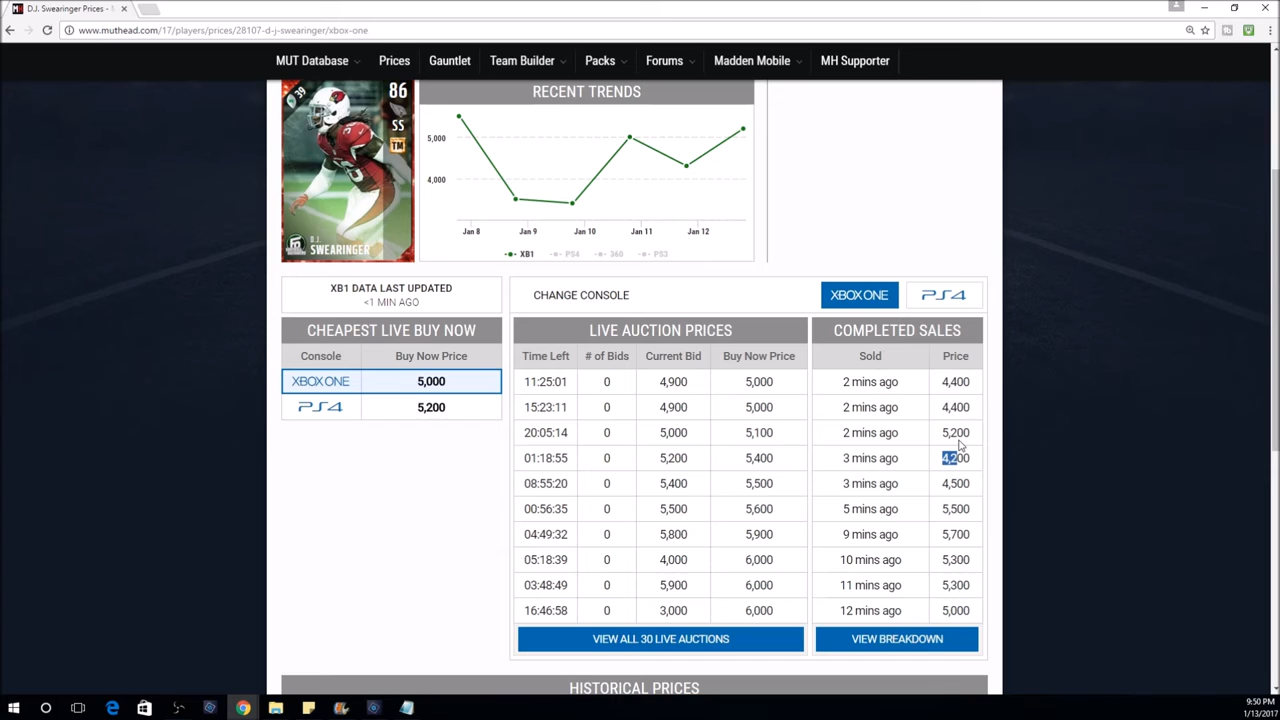 D.J. Swearinger Prices -
www.muthead.com/17/players/prices/28107-d-j-swearinger/xbox-one
MUT Database Prices Gauntlet Team Builder Packs Forums Madden Mobile MH Supporter
39
86
SS
TM
D.J.
SWEARINGER
RECENT TRENDS
5,000
4,000
Jan 8 Jan 9 Jan 10 Jan 11 Jan 12
XB1 PS4 360 PS3
XB1 DATA LAST UPDATED
<1 MIN AGO
CHEAPEST LIVE BUY NOW
Console Buy Now Price
XBOX ONE 5,000
PS4 5,200
CHANGE CONSOLE XBOX ONE PS4
LIVE AUCTION PRICES
Time Left # of Bids Current Bid Buy Now Price
11:25:01 0 4,900 5,000
15:23:11 0 4,900 5,000
20:05:14 0 5,000 5,100
01:18:55 0 5,200 5,400
08:55:20 0 5,400 5,500
00:56:35 0 5,500 5,600
04:49:32 0 5,800 5,900
05:18:39 0 4,000 6,000
03:48:49 0 5,900 6,000
16:46:58 0 3,000 6,000
VIEW ALL 30 LIVE AUCTIONS
COMPLETED SALES
Sold Price
2 mins ago 4,400
2 mins ago 4,400
2 mins ago 5,200
3 mins ago 4,200
3 mins ago 4,500
5 mins ago 5,500
9 mins ago 5,700
10 mins ago 5,300
11 mins ago 5,300
12 mins ago 5,000
VIEW BREAKDOWN
HISTORICAL PRICES
9:50 PM
1/13/2017